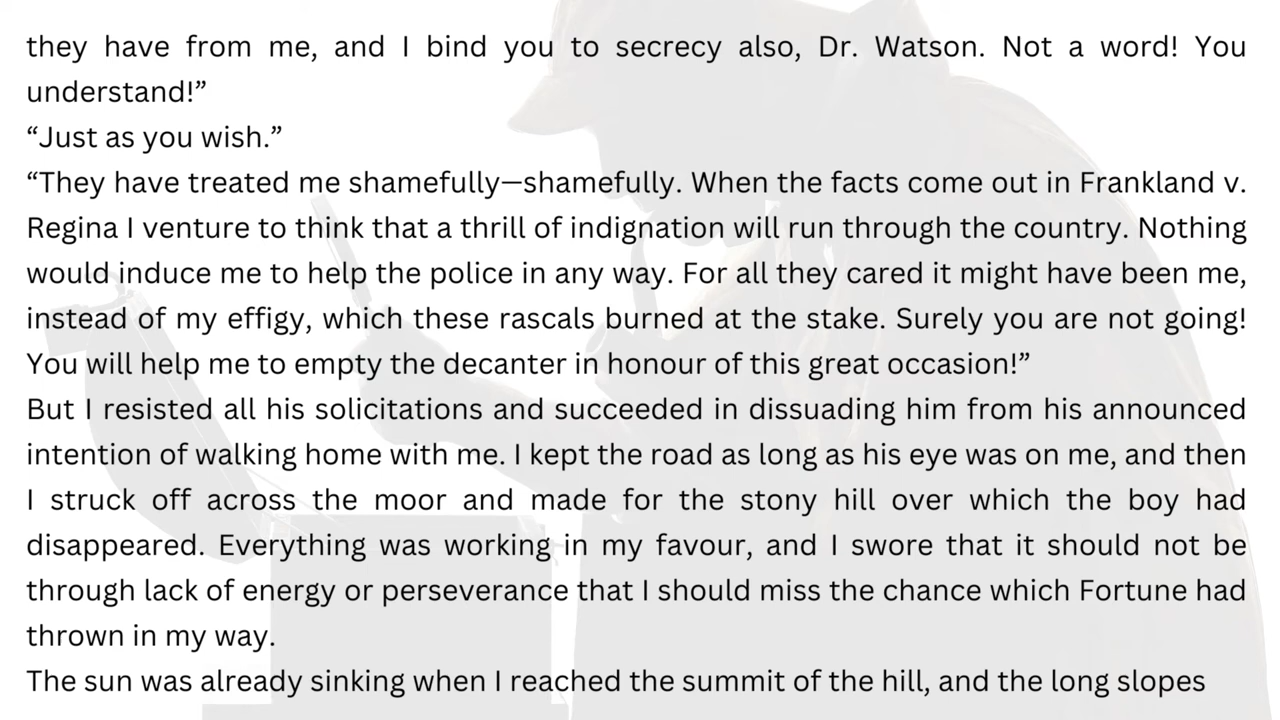 they have from me, and I bind you to secrecy also, Dr. Watson. Not a word! You
understand!”
“Just as you wish.”
“They have treated me shamefully—shamefully. When the facts come out in Frankland v.
Regina I venture to think that a thrill of indignation will run through the country. Nothing
would induce me to help the police in any way. For all they cared it might have been me,
instead of my effigy, which these rascals burned at the stake. Surely you are not going!
You will help me to empty the decanter in honour of this great occasion!”
But I resisted all his solicitations and succeeded in dissuading him from his announced
intention of walking home with me. I kept the road as long as his eye was on me, and then
I struck off across the moor and made for the stony hill over which the boy had
disappeared. Everything was working in my favour, and I swore that it should not be
through lack of energy or perseverance that I should miss the chance which Fortune had
thrown in my way.
The sun was already sinking when I reached the summit of the hill, and the long slopes